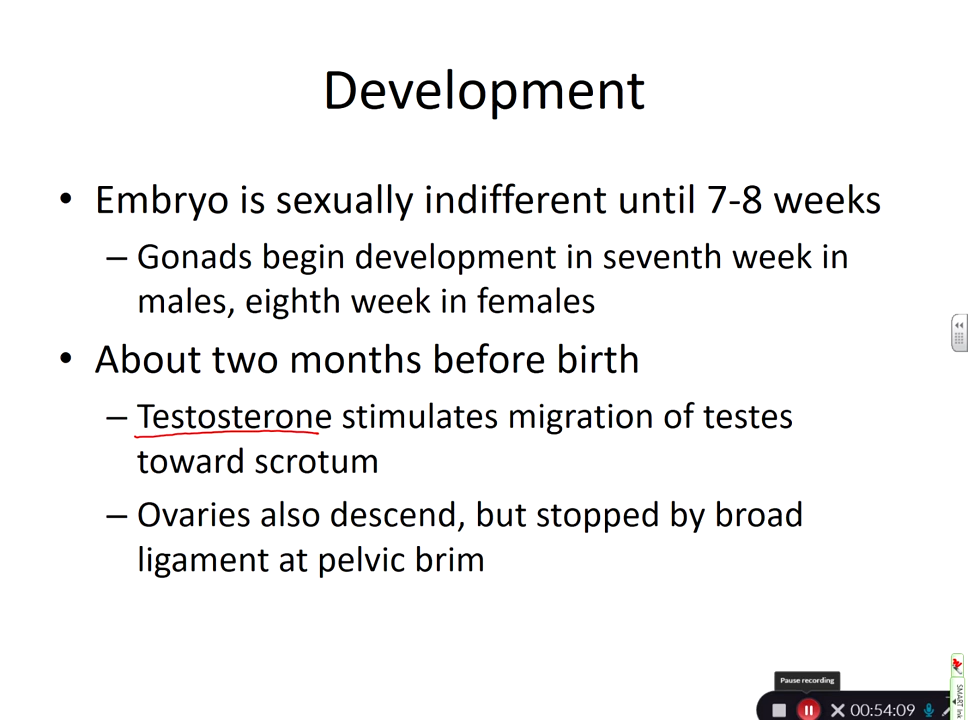 Development
• Embryo is sexually indifferent until 7-8 weeks
– Gonads begin development in seventh week in
males, eighth week in females
• About two months before birth
– Testosterone stimulates migration of testes
toward scrotum
– Ovaries also descend, but stopped by broad
ligament at pelvic brim
Pause recording
00:54:09
SMART Ink